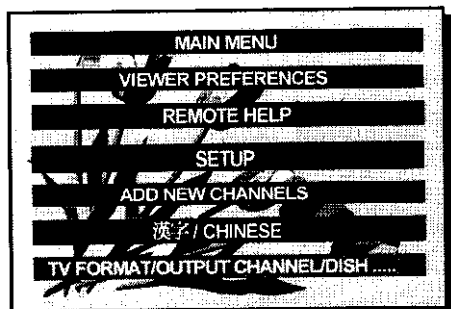 MAIN MENU
VIEWER PREFERENCES
REMOTE HELP
SETUP
ADD NEW CHANNELS
漢字 / CHINESE
TV FORMAT/OUTPUT CHANNEL/DISH .....